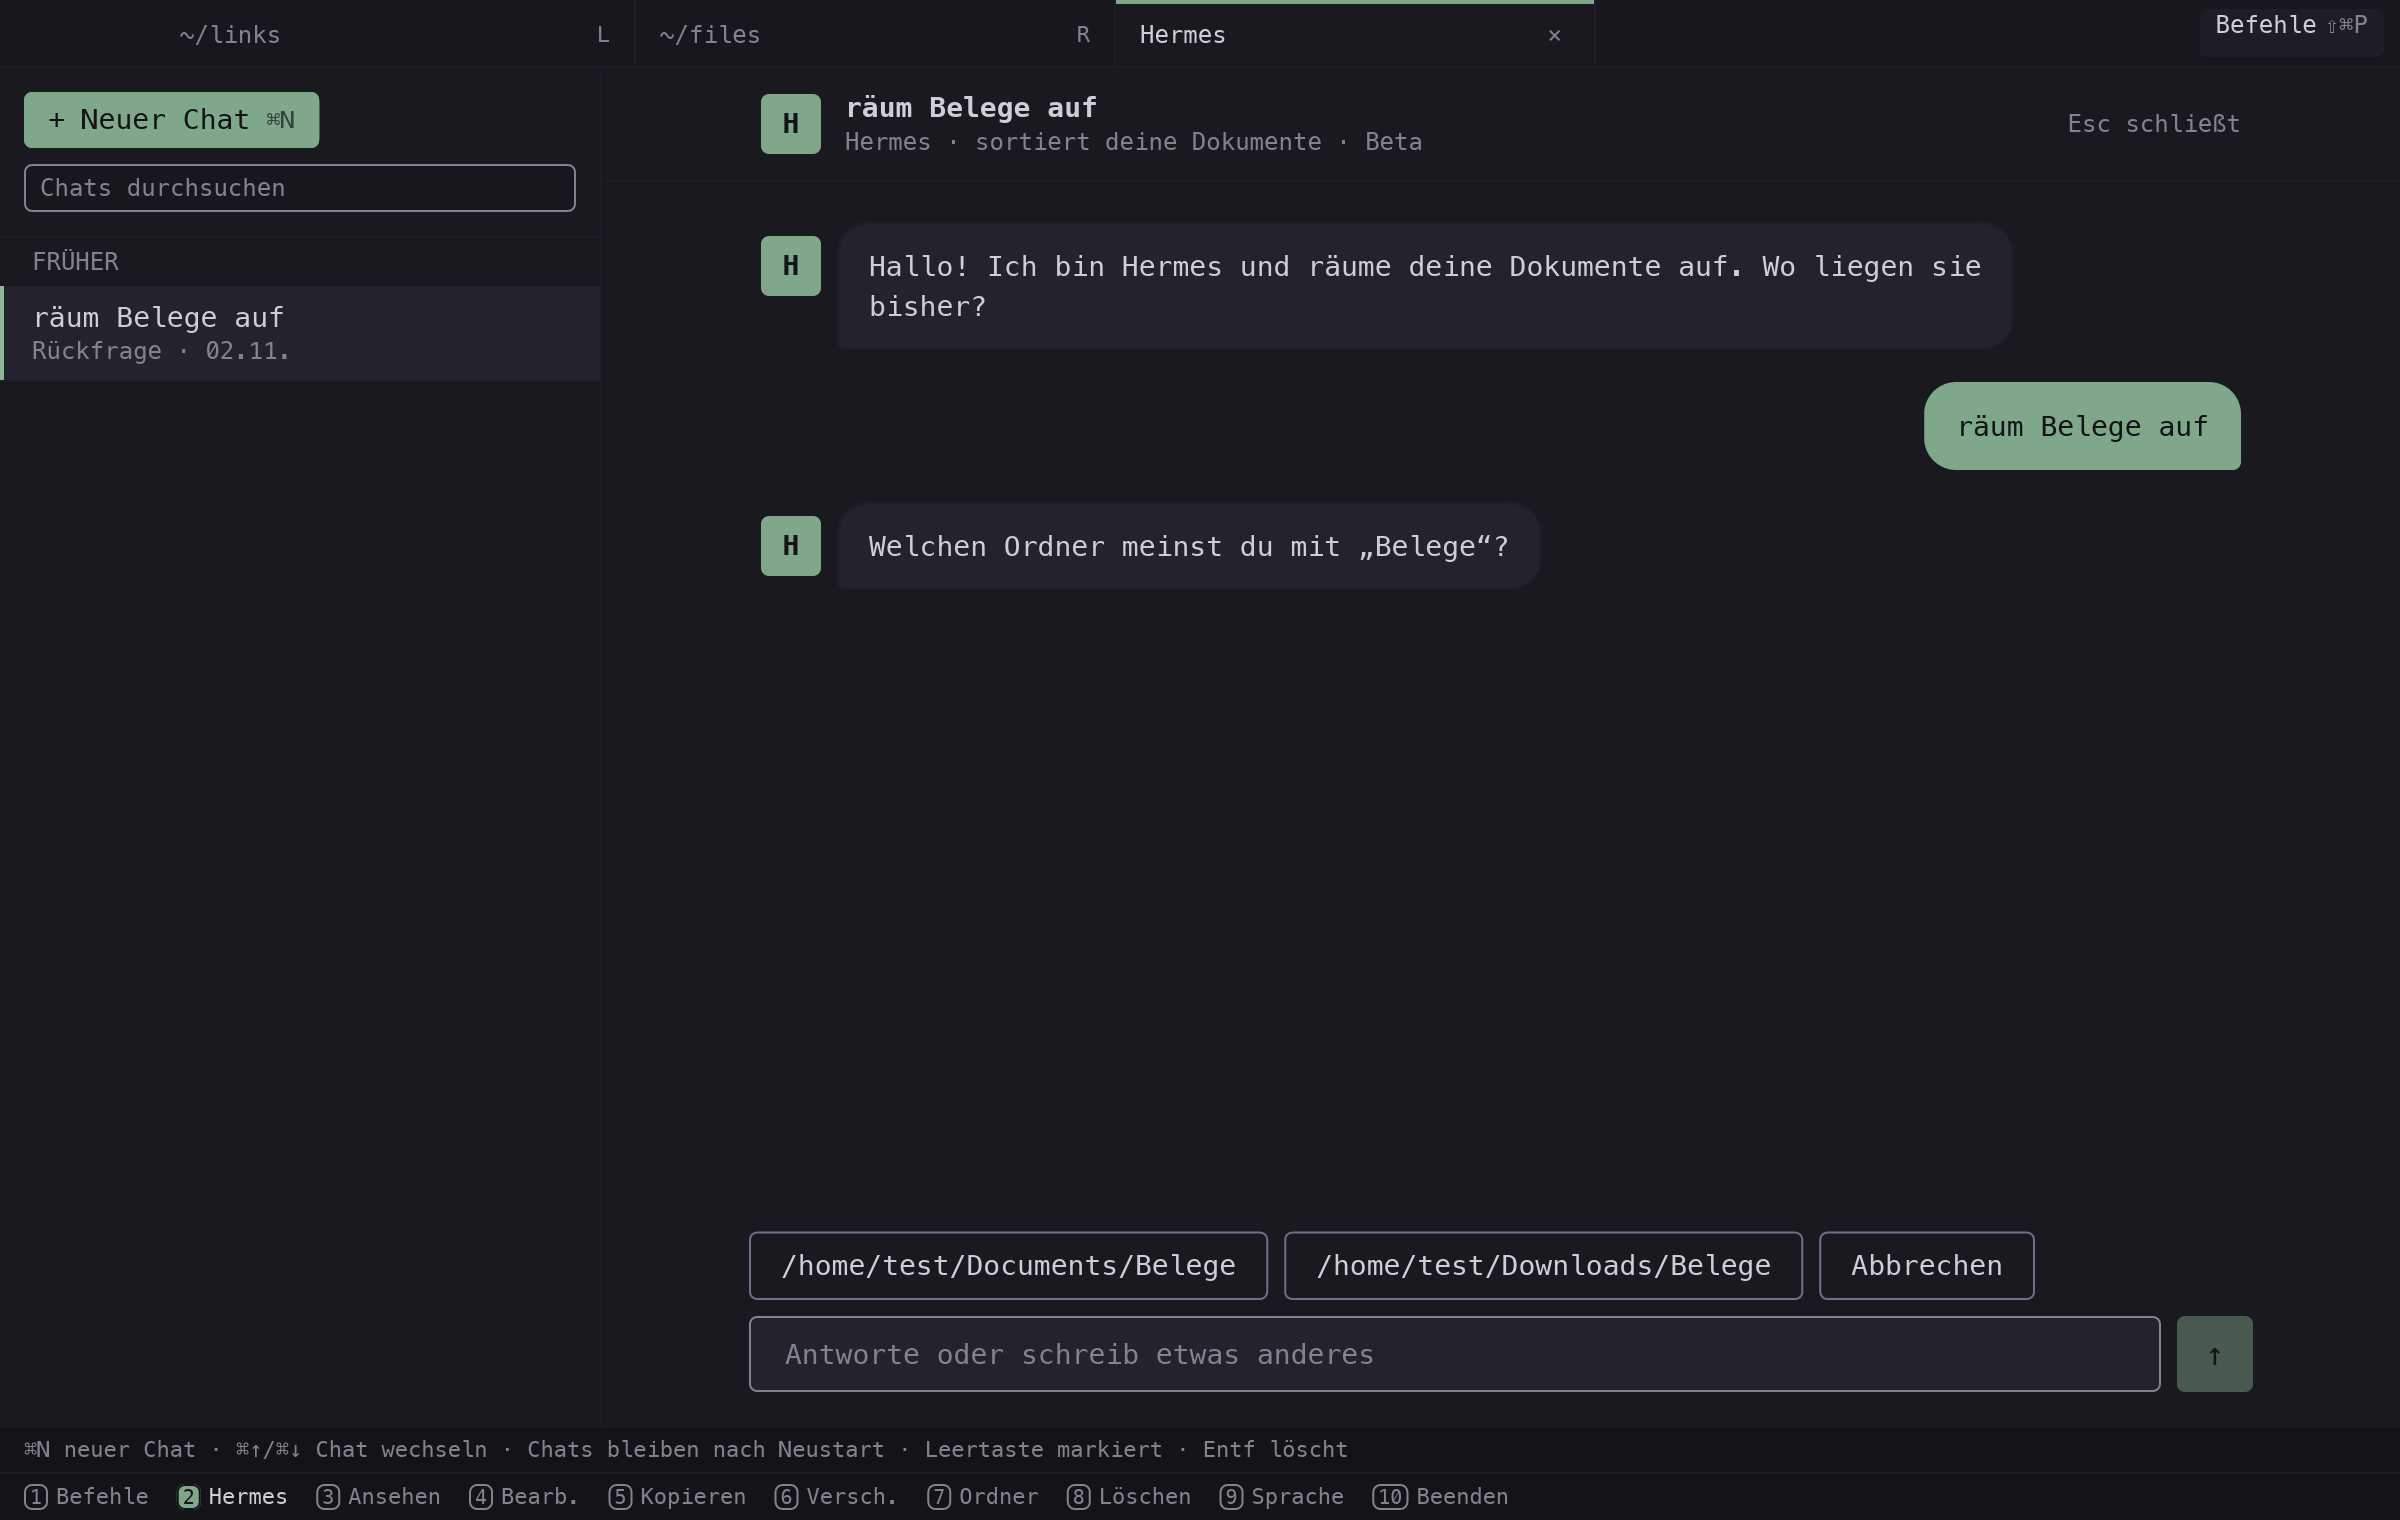 ~/links L ~/files R Hermes × Befehle ⇧⌘P
+ Neuer Chat ⌘N
Chats durchsuchen
FRÜHER
räum Belege auf
Rückfrage · 02.11.
H räum Belege auf
Hermes · sortiert deine Dokumente · Beta
Esc schließt
H Hallo! Ich bin Hermes und räume deine Dokumente auf. Wo liegen sie
bisher?
räum Belege auf
H Welchen Ordner meinst du mit „Belege“?
/home/test/Documents/Belege /home/test/Downloads/Belege Abbrechen
Antworte oder schreib etwas anderes ↑
⌘N neuer Chat · ⌘↑/⌘↓ Chat wechseln · Chats bleiben nach Neustart · Leertaste markiert · Entf löscht
1 Befehle 2 Hermes 3 Ansehen 4 Bearb. 5 Kopieren 6 Versch. 7 Ordner 8 Löschen 9 Sprache 10 Beenden